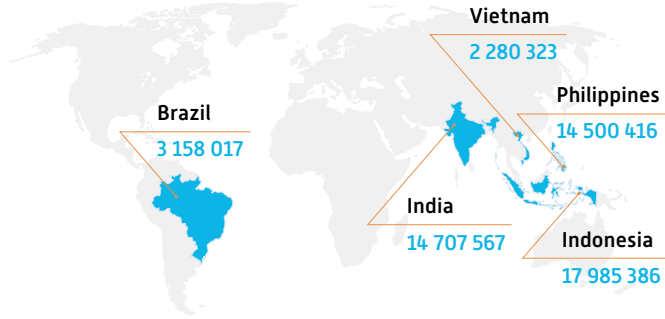 Vietnam
2 280 323
Philippines
14 500 416
Brazil
3 158 017
India
14 707 567
Indonesia
17 985 386